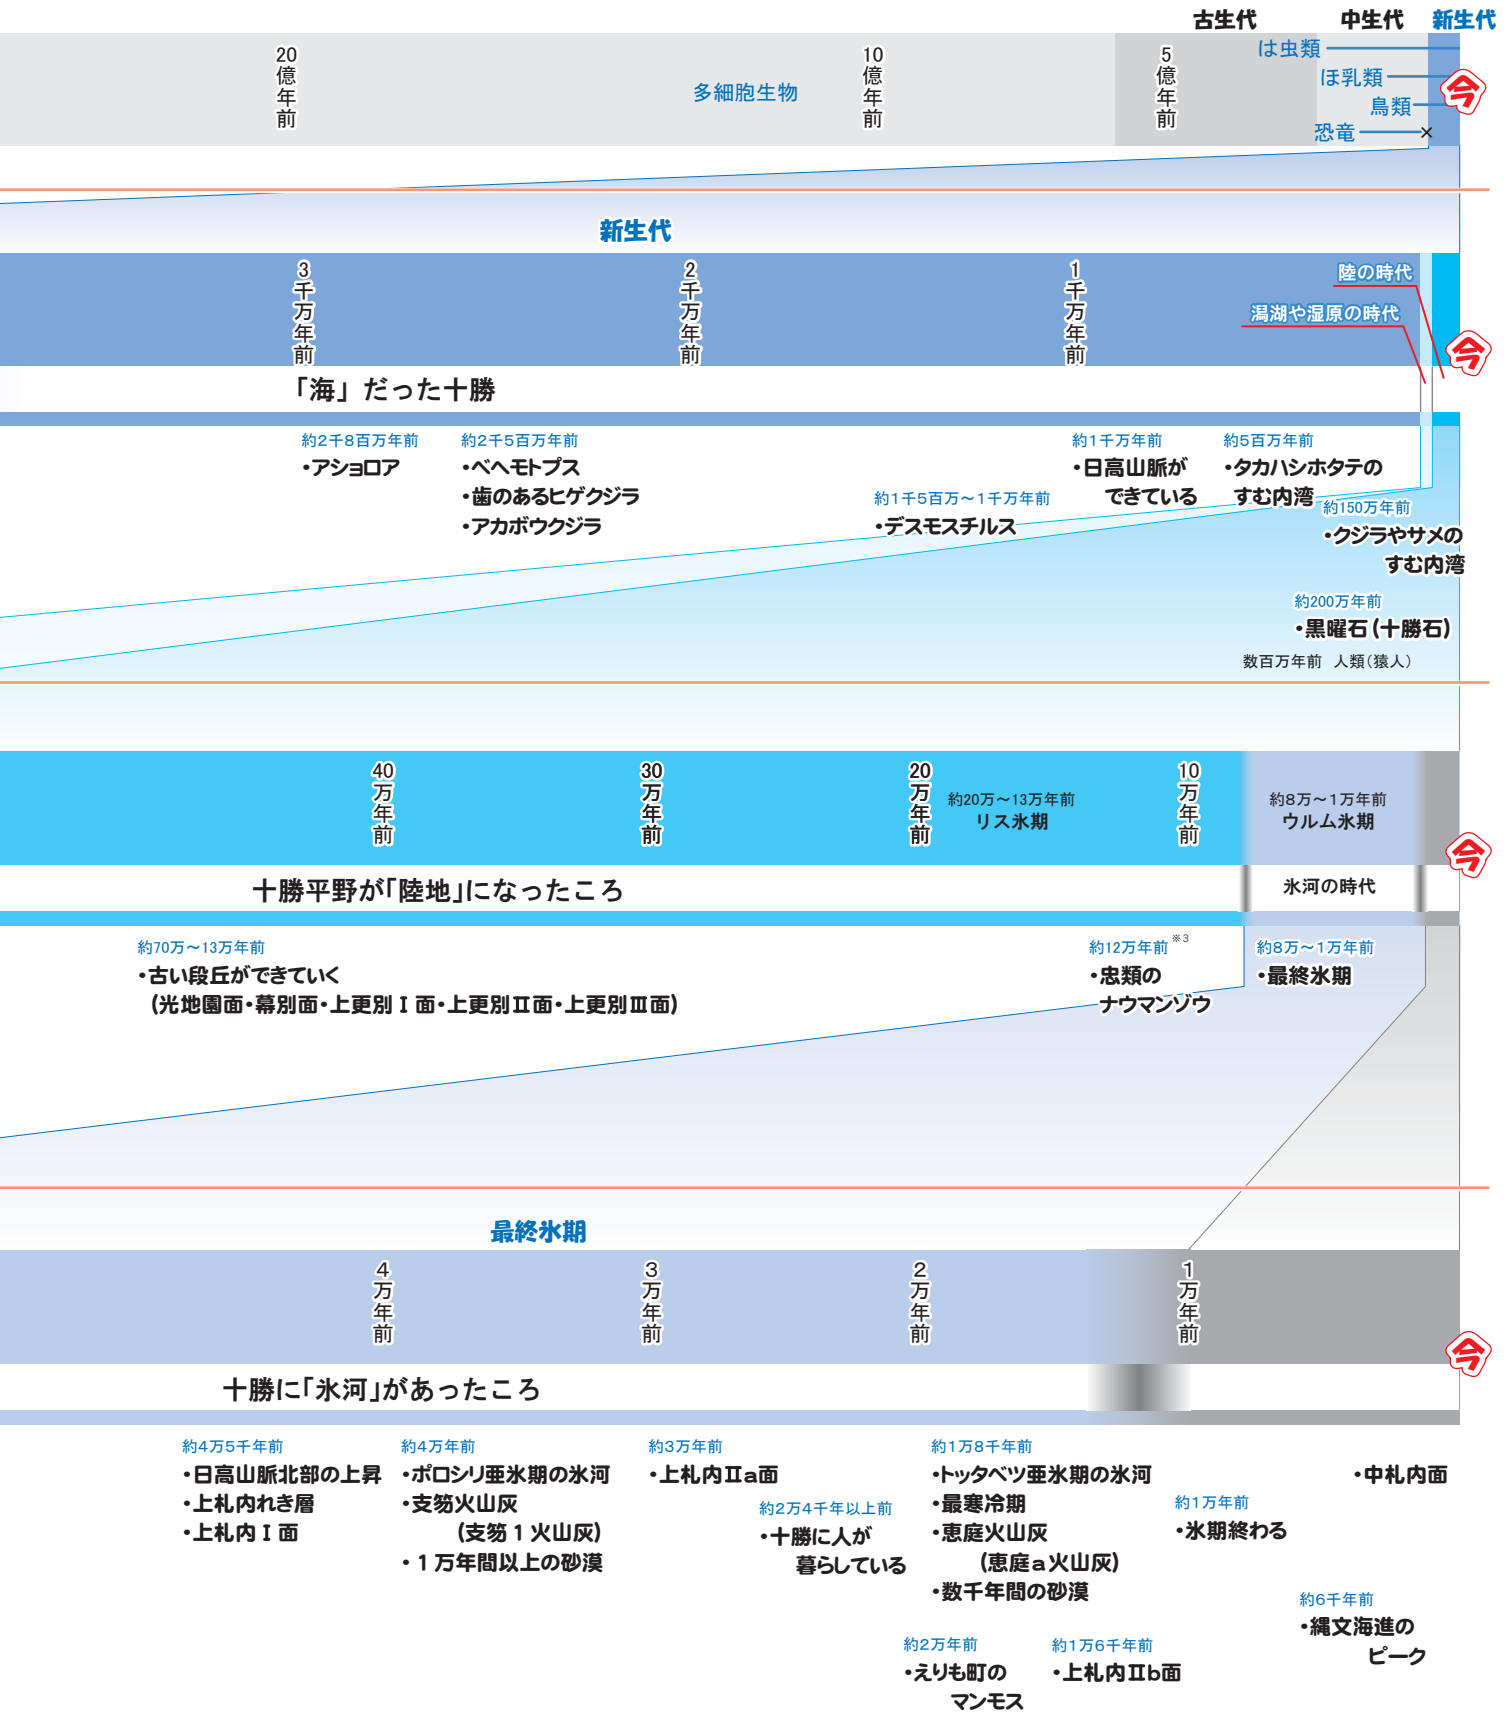 古生代
中生代
新生代
20億年前
10億年前
5億年前
多細胞生物
は虫類
ほ乳類
鳥類
恐竜
×
今
新生代
3千万年前
2千万年前
1千万年前
陸の時代
潟湖や湿原の時代
今
「海」だった十勝
約2千8百万年前
・アショロア
約2千5百万年前
・べへモトプス
・歯のあるヒゲクジラ
・アカボウクジラ
約1千5百万〜1千万年前
・デスモスチルス
約1千万年前
・日高山脈が
できている
約5百万年前
・タカハシホタテの
すむ内湾
約150万年前
・クジラやサメの
すむ内湾
約200万年前
・黒曜石(十勝石)
数百万年前 人類(猿人)
40万年前
30万年前
20万年前
約20万〜13万年前
リス氷期
10万年前
約8万〜1万年前
ウルム氷期
今
十勝平野が「陸地」になったころ
氷河の時代
約70万〜13万年前
・古い段丘ができていく
(光地園面・幕別面・上更別Ⅰ面・上更別Ⅱ面・上更別Ⅲ面)
約12万年前※3
・忠類の
ナウマンゾウ
約8万〜1万年前
・最終氷期
最終氷期
4万年前
3万年前
2万年前
1万年前
今
十勝に「氷河」があったころ
約4万5千年前
・日高山脈北部の上昇
・上札内れき層
・上札内Ⅰ面
約4万年前
・ポロシリ亜氷期の氷河
・支笏火山灰
(支笏1火山灰)
・1万年間以上の砂漠
約3万年前
・上札内Ⅱa面
約2万4千年以上前
・十勝に人が
暮らしている
約1万8千年前
・トッタベツ亜氷期の氷河
・最寒冷期
・恵庭火山灰
(恵庭a火山灰)
・数千年間の砂漠
約2万年前
・えりも町の
マンモス
約1万6千年前
・上札内Ⅱb面
約1万年前
・氷期終わる
・中札内面
約6千年前
・縄文海進の
ピーク